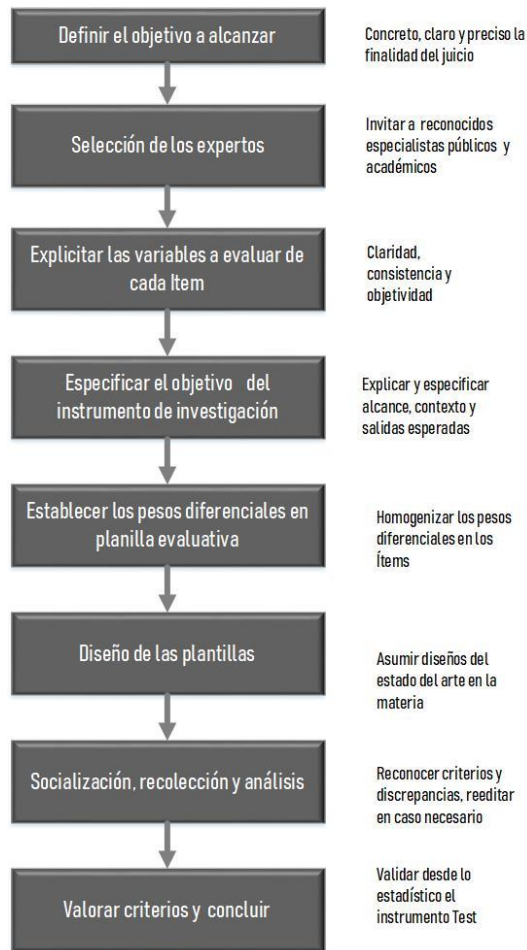 Definir el objetivo a alcanzar
Concreto, claro y preciso la
finalidad del juicio
Selección de los expertos
Invitar a reconocidos
especialistas públicos y
académicos
Explicitar las variables a evaluar de
cada Item
Claridad,
consistencia y
objetividad
Especificar el objetivo del
instrumento de investigación
Explicar y especificar
alcance, contexto y
salidas esperadas
Establecer los pesos diferenciales en
planilla evaluativa
Homogenizar los pesos
diferenciales en los
Ítems
Diseño de las plantillas
Asumir diseños del
estado del arte en la
materia
Socialización, recolección y análisis
Reconocer criterios y
discrepancias, reeditar
en caso necesario
Valorar criterios y concluir
Validar desde lo
estadístico el
instrumento Test